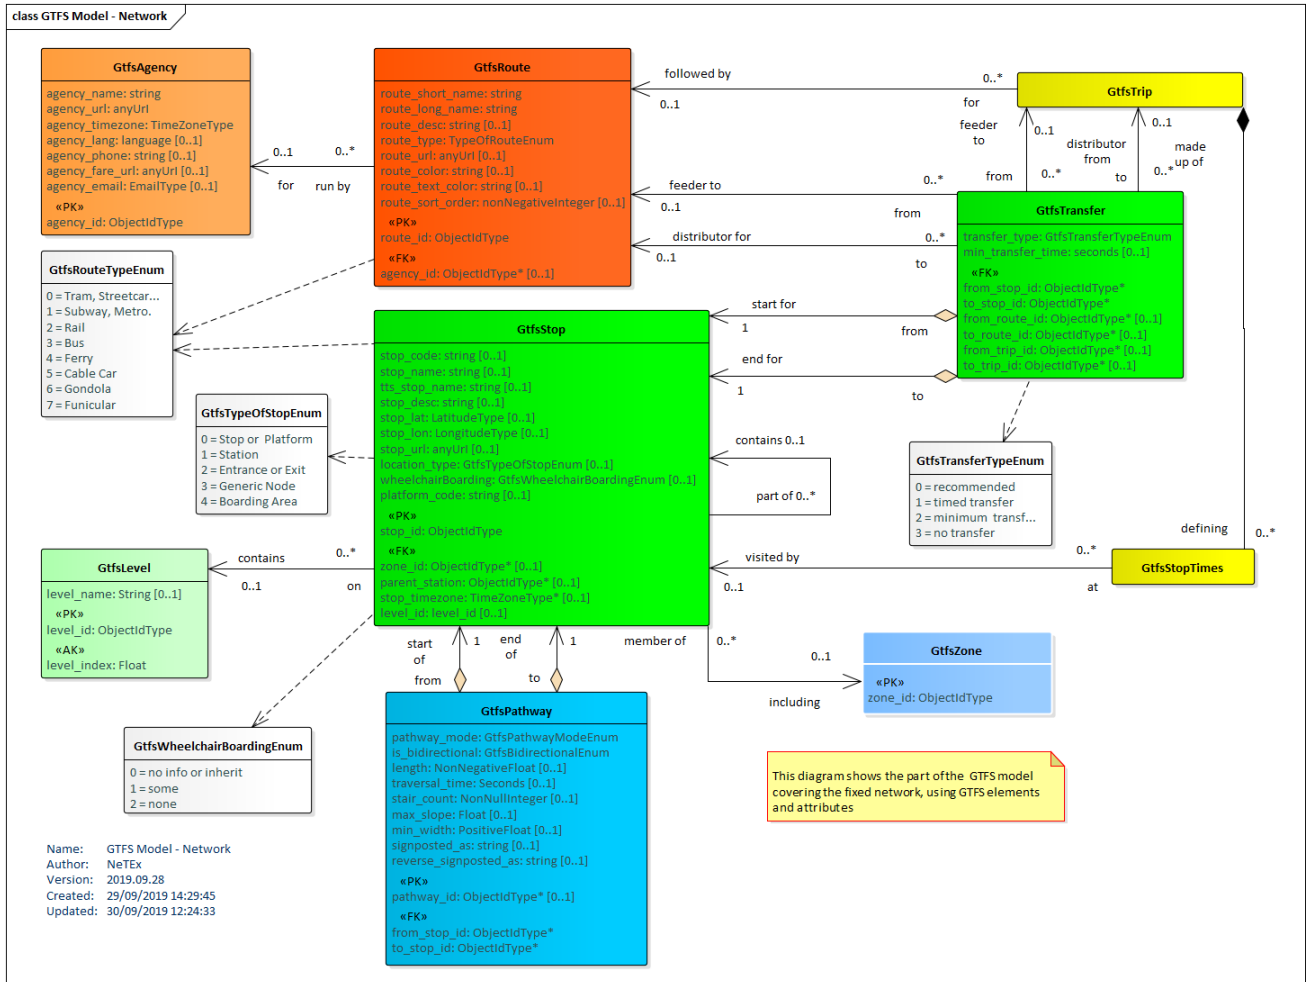 class GTFS Model - Network
GtfsAgency
agency_name: string
agency_url: anyUrl
agency_timezone: TimeZoneType
agency_lang: language [0..1]
agency_phone: string [0..1]
agency_fare_url: anyUrl [0..1]
agency_email: EmailType [0..1]
«PK»
agency_id: ObjectIdType
0..1
0..*
for
run by
GtfsRoute
route_short_name: string
route_long_name: string
route_desc: string [0..1]
route_type: TypeOfRouteEnum
route_url: anyUrl [0..1]
route_color: string [0..1]
route_text_color: string [0..1]
route_sort_order: nonNegativeInteger [0..1]
«PK»
route_id: ObjectIdType
«FK»
agency_id: ObjectIdType* [0..1]
followed by
0..1
0..*
for
GtfsTrip
feeder
to
0..1
from
0..*
distributor
from
0..1
to
0..*
made
up of
feeder to
0..1
0..*
from
distributor for
0..1
0..*
to
GtfsTransfer
transfer_type: GtfsTransferTypeEnum
min_transfer_time: seconds [0..1]
«FK»
from_stop_id: ObjectIdType*
to_stop_id: ObjectIdType*
from_route_id: ObjectIdType* [0..1]
to_route_id: ObjectIdType* [0..1]
from_trip_id: ObjectIdType* [0..1]
to_trip_id: ObjectIdType* [0..1]
GtfsRouteTypeEnum
0 = Tram, Streetcar...
1 = Subway, Metro.
2 = Rail
3 = Bus
4 = Ferry
5 = Cable Car
6 = Gondola
7 = Funicular
GtfsTypeOfStopEnum
0 = Stop or Platform
1 = Station
2 = Entrance or Exit
3 = Generic Node
4 = Boarding Area
GtfsStop
stop_code: string [0..1]
stop_name: string [0..1]
tts_stop_name: string [0..1]
stop_desc: string [0..1]
stop_lat: LatitudeType [0..1]
stop_lon: LongitudeType [0..1]
stop_url: anyUrl [0..1]
location_type: GtfsTypeOfStopEnum [0..1]
wheelchairBoarding: GtfsWheelchairBoardingEnum [0..1]
platform_code: string [0..1]
«PK»
stop_id: ObjectIdType
«FK»
zone_id: ObjectIdType* [0..1]
parent_station: ObjectIdType* [0..1]
stop_timezone: TimeZoneType* [0..1]
level_id: level_id [0..1]
start for
1
from
end for
1
to
contains 0..1
part of 0..*
GtfsTransferTypeEnum
0 = recommended
1 = timed transfer
2 = minimum transf...
3 = no transfer
defining
0..*
visited by
0..1
0..*
at
GtfsStopTimes
GtfsLevel
level_name: String [0..1]
«PK»
level_id: ObjectIdType
«AK»
level_index: Float
contains
0..1
0..*
on
start
of
1
from
end
of
1
to
member of
0..*
0..1
including
GtfsZone
«PK»
zone_id: ObjectIdType
GtfsPathway
pathway_mode: GtfsPathwayModeEnum
is_bidirectional: GtfsBidirectionalEnum
length: NonNegativeFloat [0..1]
traversal_time: Seconds [0..1]
stair_count: NonNullInteger [0..1]
max_slope: Float [0..1]
min_width: PositiveFloat [0..1]
signposted_as: string [0..1]
reverse_signposted_as: string [0..1]
«PK»
pathway_id: ObjectIdType* [0..1]
«FK»
from_stop_id: ObjectIdType*
to_stop_id: ObjectIdType*
GtfsWheelchairBoardingEnum
0 = no info or inherit
1 = some
2 = none
This diagram shows the part of the GTFS model
covering the fixed network, using GTFS elements
and attributes
Name: GTFS Model - Network
Author: NeTEx
Version: 2019.09.28
Created: 29/09/2019 14:29:45
Updated: 30/09/2019 12:24:33